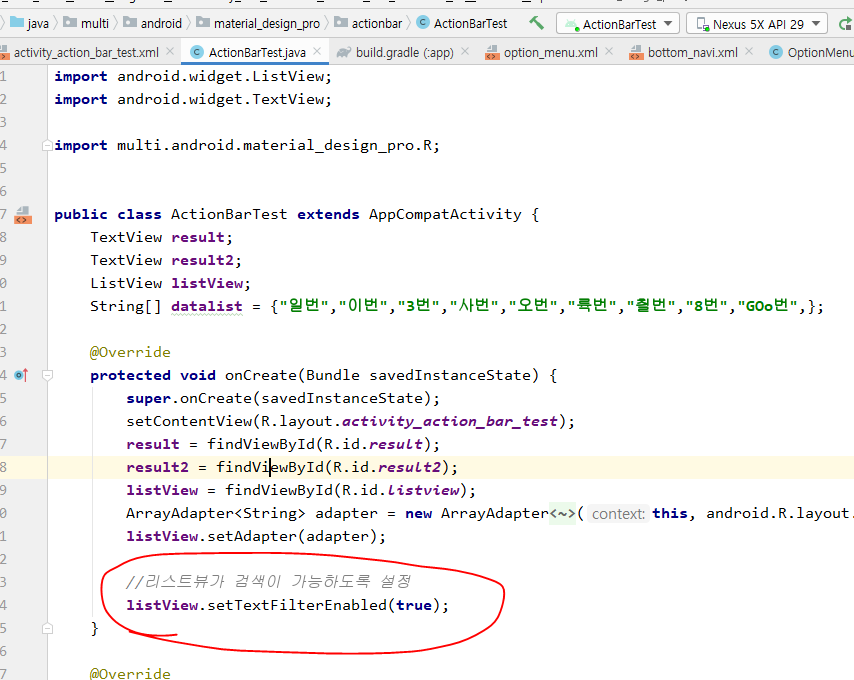 java multi android material_design_pro actionbar ActionBarTest ActionBarTest Nexus 5X API 29
activity_action_bar_test.xml ActionBarTest.java build.gradle (:app) option_menu.xml bottom_navi.xml OptionMenu
1 import android.widget.ListView;
2 import android.widget.TextView;
3
4 import multi.android.material_design_pro.R;
5
6
7 public class ActionBarTest extends AppCompatActivity {
8 TextView result;
9 TextView result2;
0 ListView listView;
1 String[] datalist = {"일번","이번","3번","사번","오번","륙번","췰번","8번","GOo번",};
2
3 @Override
4 protected void onCreate(Bundle savedInstanceState) {
5 super.onCreate(savedInstanceState);
6 setContentView(R.layout.activity_action_bar_test);
7 result = findViewById(R.id.result);
8 result2 = findViewById(R.id.result2);
9 listView = findViewById(R.id.listview);
0 ArrayAdapter<String> adapter = new ArrayAdapter<~>( context: this, android.R.layout.
1 listView.setAdapter(adapter);
2
3 //리스트뷰가 검색이 가능하도록 설정
4 listView.setTextFilterEnabled(true);
5 }
6
7 @Override